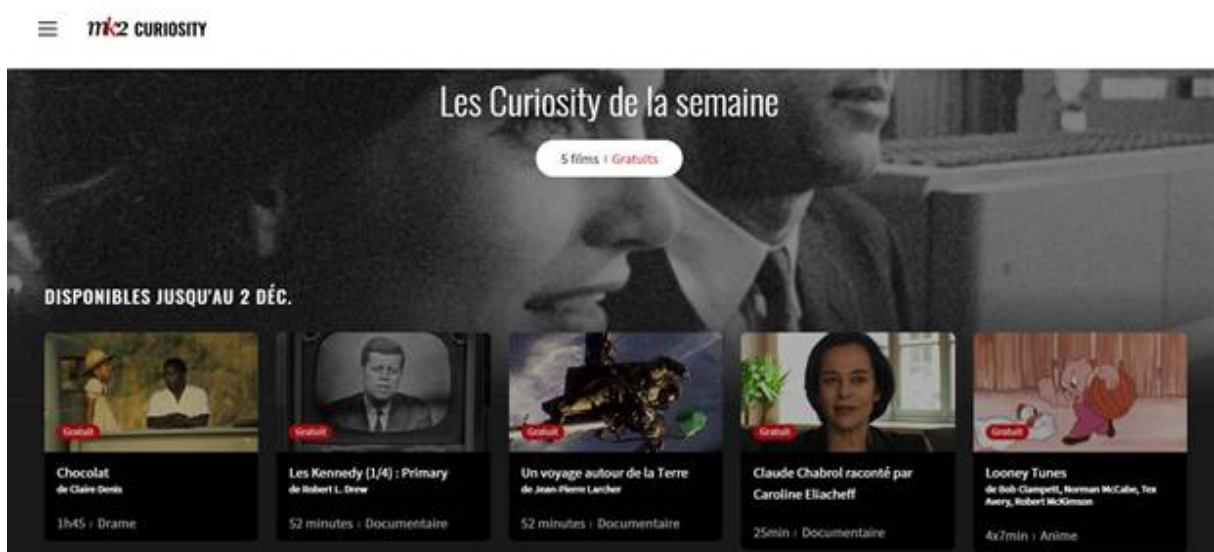 mk2 CURIOSITY
Les Curiosity de la semaine
5 films | Gratuits
DISPONIBLES JUSQU'AU 2 DÉC.
Gratuit
Chocolat
de Claire Denis
1h45 | Drame
Gratuit
Les Kennedy (1/4) : Primary
de Robert L. Drew
52 minutes | Documentaire
Gratuit
Un voyage autour de la Terre
de Jean-Pierre Larcher
52 minutes | Documentaire
Gratuit
Claude Chabrol raconté par
Caroline Eliacheff
25min | Documentaire
Gratuit
Looney Tunes
de Bob Clampett, Norman McCabe, Tex
Avery, Robert McKimson
4x7min | Anime